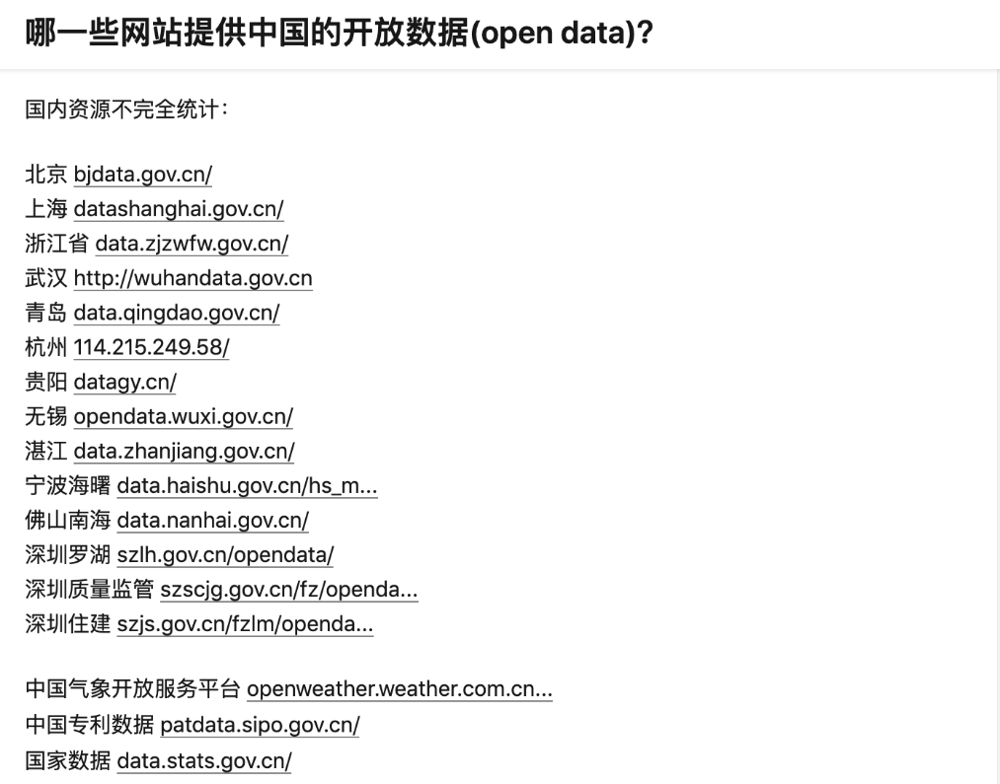 哪一些网站提供中国的开放数据(open data)?
国内资源不完全统计：
北京 bjdata.gov.cn/
上海 datashanghai.gov.cn/
浙江省 data.zjzwfw.gov.cn/
武汉 http://wuhandata.gov.cn
青岛 data.qingdao.gov.cn/
杭州 114.215.249.58/
贵阳 datagy.cn/
无锡 opendata.wuxi.gov.cn/
湛江 data.zhanjiang.gov.cn/
宁波海曙 data.haishu.gov.cn/hs_m...
佛山南海 data.nanhai.gov.cn/
深圳罗湖 szlh.gov.cn/opendata/
深圳质量监管 szscjg.gov.cn/fz/openda...
深圳住建 szjs.gov.cn/fzlm/openda...
中国气象开放服务平台 openweather.weather.com.cn...
中国专利数据 patdata.sipo.gov.cn/
国家数据 data.stats.gov.cn/